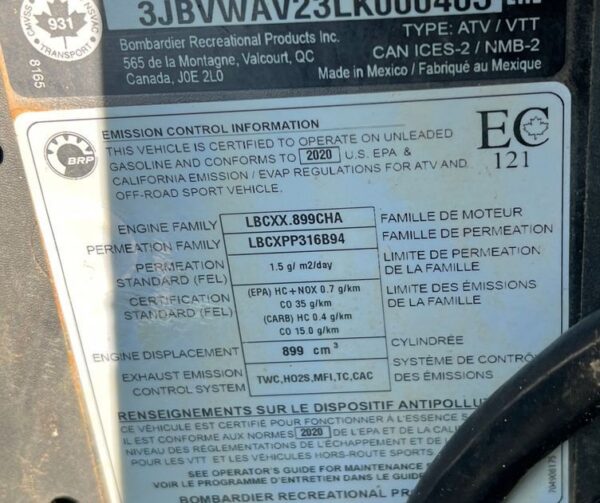 3JBVWAV23LK000405
931
TRANSPORT
8165
Bombardier Recreational Products Inc.
565 de la Montagne, Valcourt, QC
Canada, J0E 2L0
TYPE: ATV / VTT
CAN ICES-2 / NMB-2
Made in Mexico / Fabriqué au Mexique
BRP
EMISSION CONTROL INFORMATION
THIS VEHICLE IS CERTIFIED TO OPERATE ON UNLEADED
GASOLINE AND CONFORMS TO 2020 U.S. EPA &
CALIFORNIA EMISSION / EVAP REGULATIONS FOR ATV AND
OFF-ROAD SPORT VEHICLE.
EC
121
ENGINE FAMILY LBCXX.899CHA FAMILLE DE MOTEUR
PERMEATION FAMILY LBCXPP316B94 FAMILLE DE PERMEATION
PERMEATION 1.5 g/ m2/day LIMITE DE PERMEATION
STANDARD (FEL) DE LA FAMILLE
CERTIFICATION (EPA) HC+NOX 0.7 g/km LIMITE DES ÉMISSIONS
STANDARD (FEL) CO 35 g/km DE LA FAMILLE
(CARB) HC 0.4 g/km
CO 15.0 g/km
ENGINE DISPLACEMENT 899 cm³ CYLINDRÉE
EXHAUST EMISSION TWC,HO2S,MFI,TC,CAC SYSTÈME DE CONTRÔ
CONTROL SYSTEM DES ÉMISSIONS
RENSEIGNEMENTS SUR LE DISPOSITIF ANTIPOLLU
CE VÉHICULE EST CERTIFIÉ POUR FONCTIONNER À L'ESSENCE S
IL EST CONFORME AUX NORMES 2020 DE L'EPA ET DE LA CALI
NIVEAU DES RÉGLEMENTATIONS DE L'ÉCHAPPEMENT ET DE L
POUR LES VTT ET LES VÉHICULES HORS-ROUTE SPORTS.
SEE OPERATOR'S GUIDE FOR MAINTENANCE
VOIR LE PROGRAMME D'ENTRETIEN DANS LE GUIDE
BOMBARDIER RECREATIONAL PR